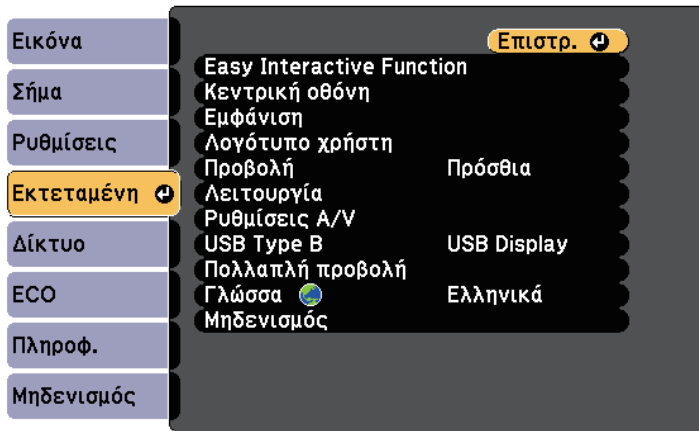 Εικόνα
Σήμα
Ρυθμίσεις
Εκτεταμένη
Δίκτυο
ECO
Πληροφ.
Μηδενισμός
Επιστρ.
Easy Interactive Function
Κεντρική οθόνη
Εμφάνιση
Λογότυπο χρήστη
Προβολή Πρόσθια
Λειτουργία
Ρυθμίσεις A/V
USB Type B USB Display
Πολλαπλή προβολή
Γλώσσα Ελληνικά
Μηδενισμός